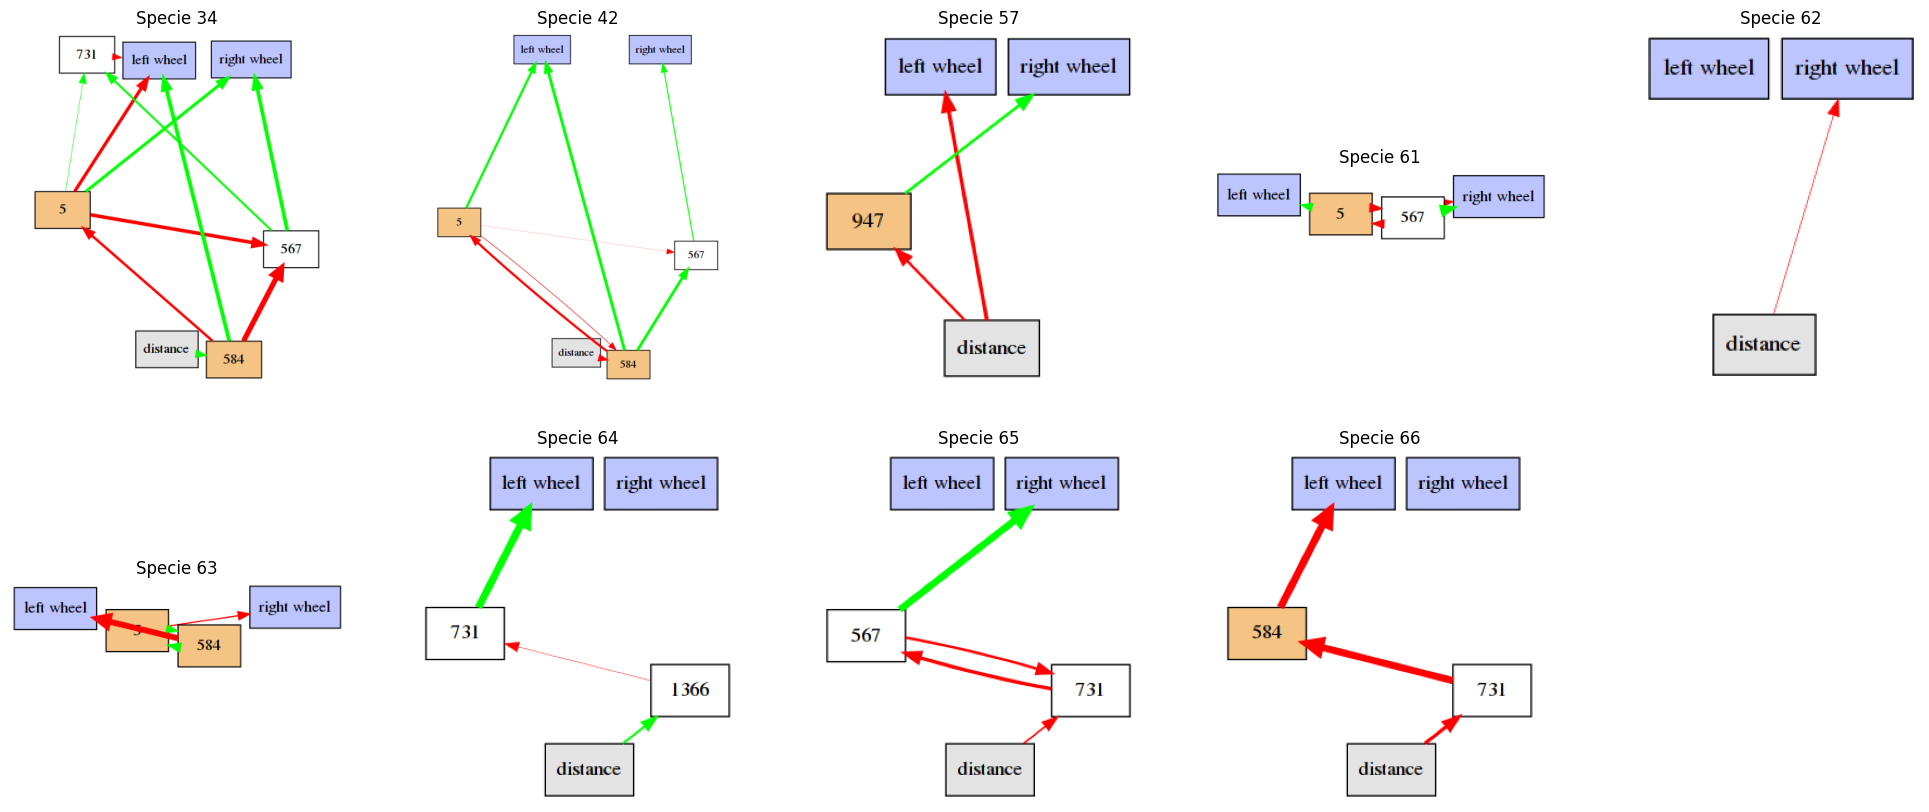 Specie 34
731
left wheel
right wheel
5
567
distance
584
Specie 42
left wheel
right wheel
5
567
distance
584
Specie 57
left wheel
right wheel
947
distance
Specie 61
left wheel
5
567
right wheel
Specie 62
left wheel
right wheel
distance
Specie 63
left wheel
5
584
right wheel
Specie 64
left wheel
right wheel
731
1366
distance
Specie 65
left wheel
right wheel
567
731
distance
Specie 66
left wheel
right wheel
584
731
distance